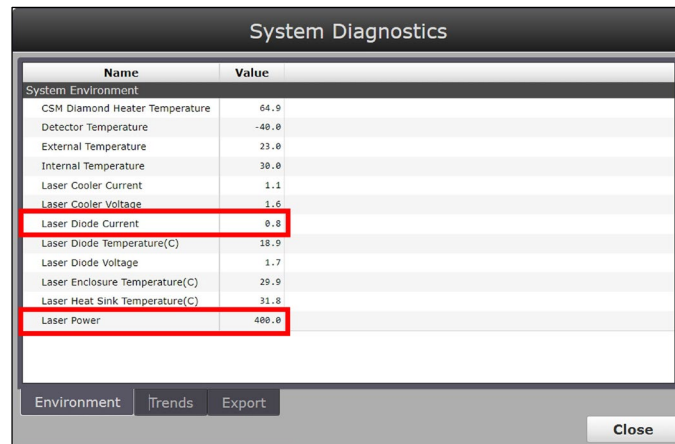 System Diagnostics
Name Value
System Environment
CSM Diamond Heater Temperature 64.9
Detector Temperature -40.0
External Temperature 23.0
Internal Temperature 30.0
Laser Cooler Current 1.1
Laser Cooler Voltage 1.6
Laser Diode Current 0.8
Laser Diode Temperature(C) 18.9
Laser Diode Voltage 1.7
Laser Enclosure Temperature(C) 29.9
Laser Heat Sink Temperature(C) 31.8
Laser Power 400.0
Environment Trends Export
Close